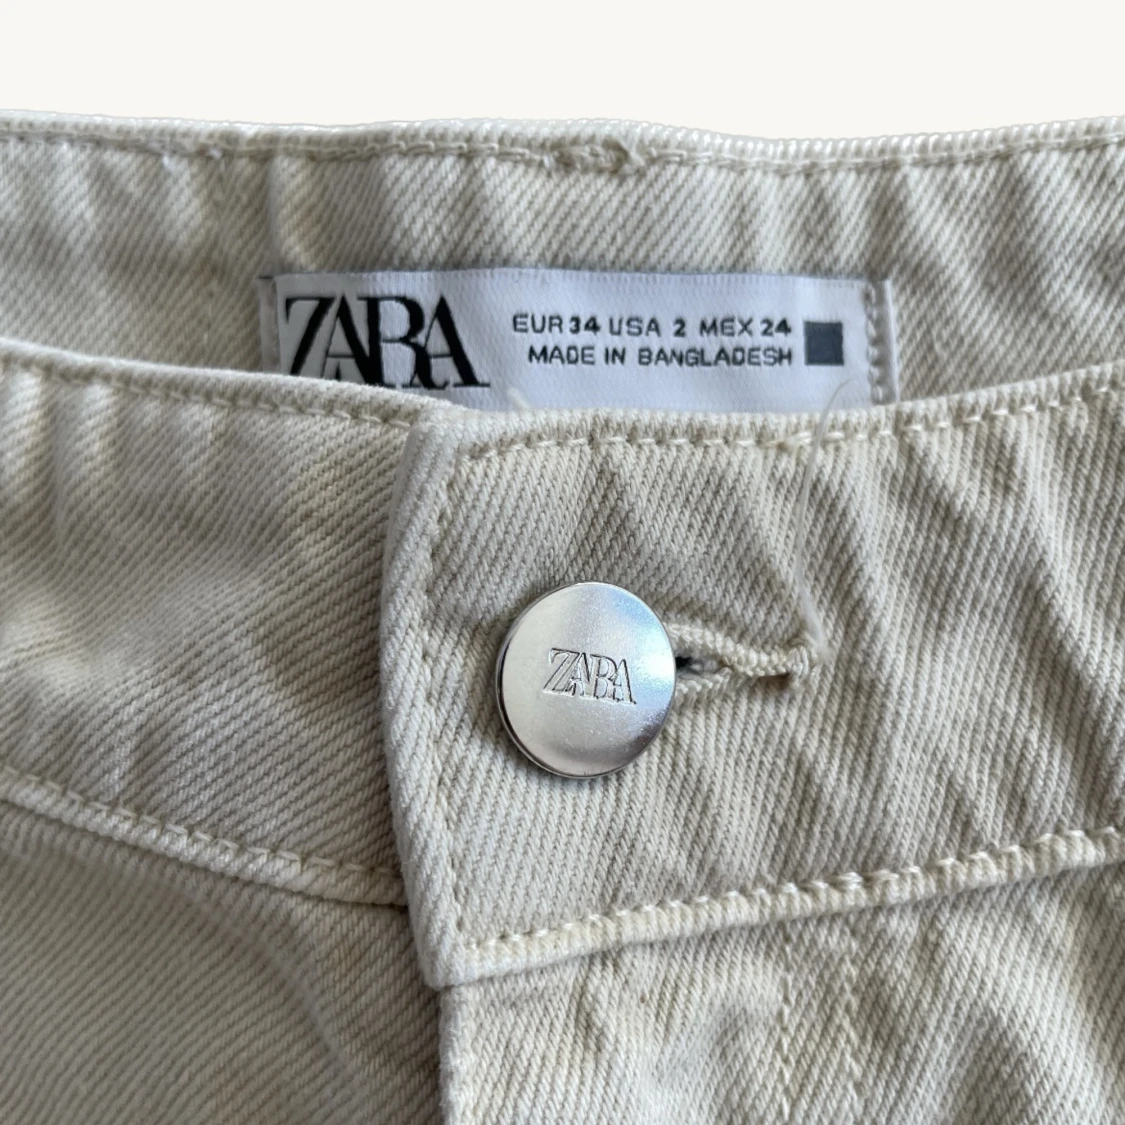 ZARA
EUR 34 USA 2 MEX 24
MADE IN BANGLADESH
ZARA